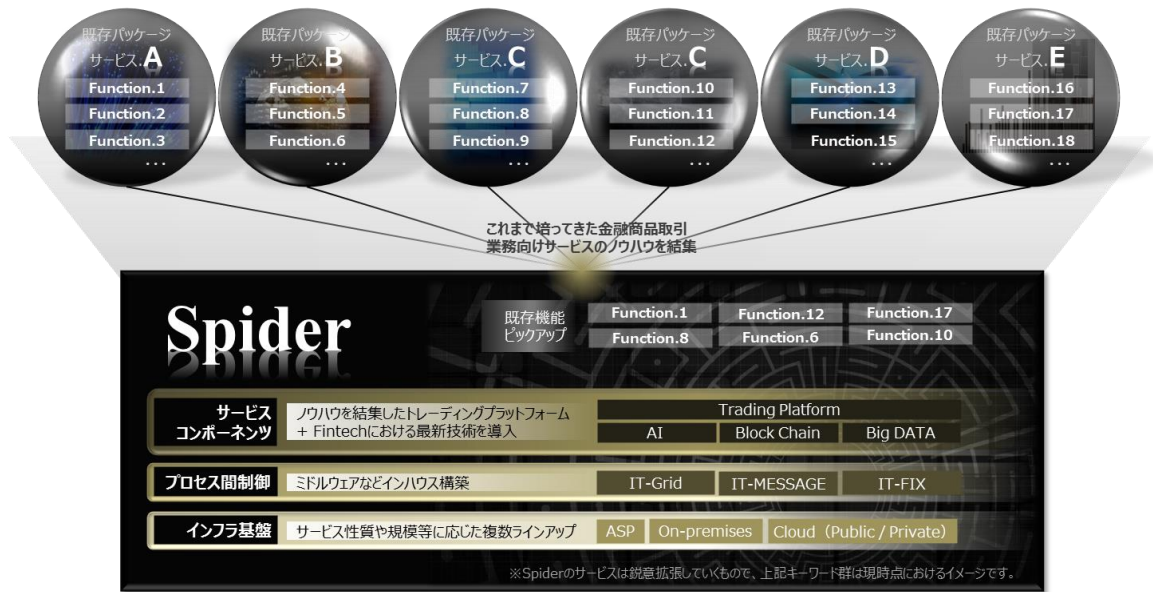 既存パッケージ
サービス.A
Function.1
Function.2
Function.3
...
既存パッケージ
サービス.B
Function.4
Function.5
Function.6
...
既存パッケージ
サービス.C
Function.7
Function.8
Function.9
...
既存パッケージ
サービス.C
Function.10
Function.11
Function.12
...
既存パッケージ
サービス.D
Function.13
Function.14
Function.15
...
既存パッケージ
サービス.E
Function.16
Function.17
Function.18
...
これまで培ってきた金融商品取引
業務向けサービスのノウハウを結集
Spider
既存機能
ピックアップ
Function.1 Function.12 Function.17
Function.8 Function.6 Function.10
サービス
コンポーネンツ
ノウハウを結集したトレーディングプラットフォーム
+ Fintechにおける最新技術を導入
Trading Platform
AI Block Chain Big DATA
プロセス間制御 ミドルウェアなどインハウス構築 IT-Grid IT-MESSAGE IT-FIX
インフラ基盤 サービス性質や規模等に応じた複数ラインアップ ASP On-premises Cloud（Public / Private）
※Spiderのサービスは鋭意拡張していくもので、上記キーワード群は現時点におけるイメージです。